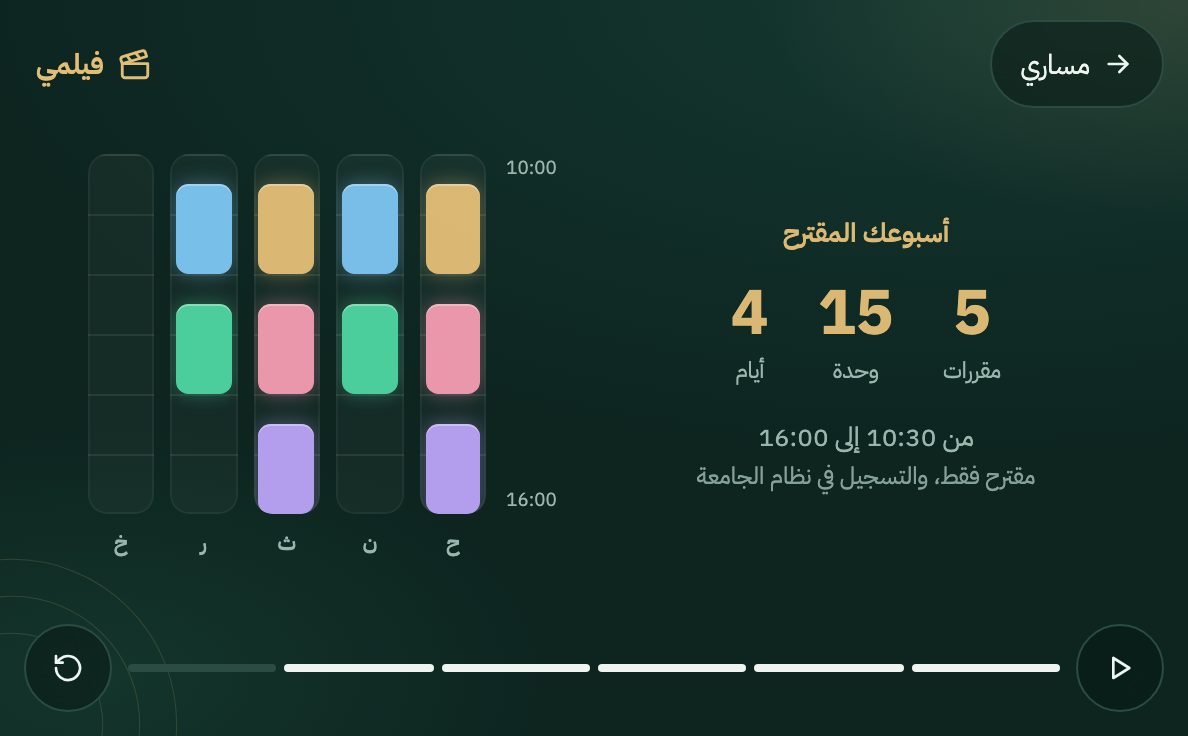 مساري
فيلمي
أسبوعك المقترح
5 15 4
مقررات وحدة أيام
من 10:30 إلى 16:00
مقترح فقط، والتسجيل في نظام الجامعة
10:00
16:00
ح ن ث ر خ